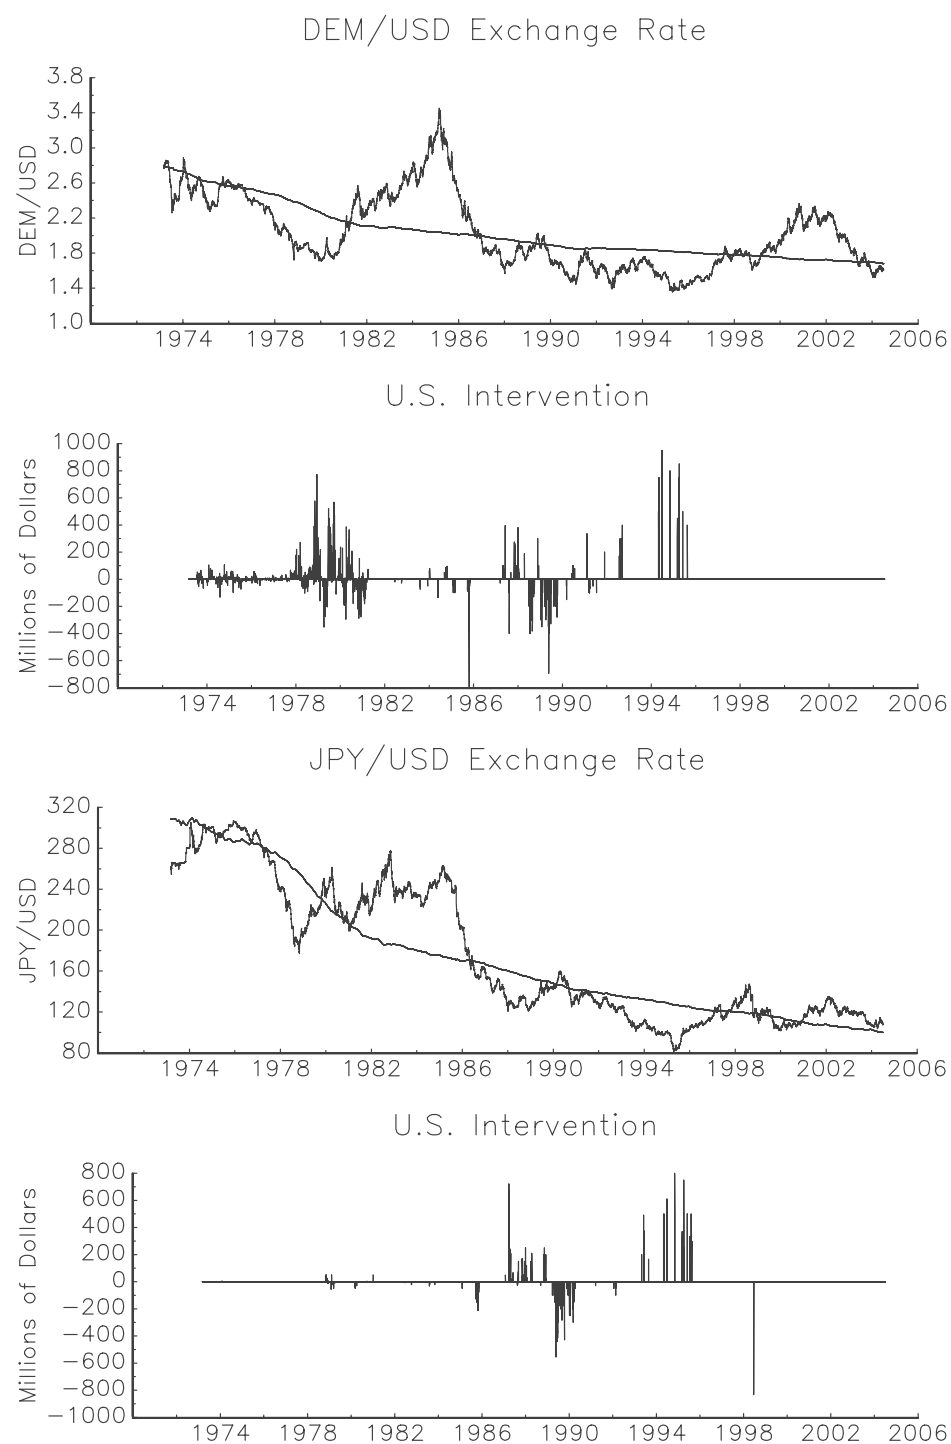 DEM/USD Exchange Rate
3.8
3.4
3.0
2.6
2.2
1.8
1.4
1.0
DEM/USD
1974 1978 1982 1986 1990 1994 1998 2002 2006
U.S. Intervention
1000
800
600
400
200
0
−200
−400
−600
−800
Millions of Dollars
1974 1978 1982 1986 1990 1994 1998 2002 2006
JPY/USD Exchange Rate
320
280
240
200
160
120
80
JPY/USD
1974 1978 1982 1986 1990 1994 1998 2002 2006
U.S. Intervention
800
600
400
200
0
−200
−400
−600
−800
−1000
Millions of Dollars
1974 1978 1982 1986 1990 1994 1998 2002 2006